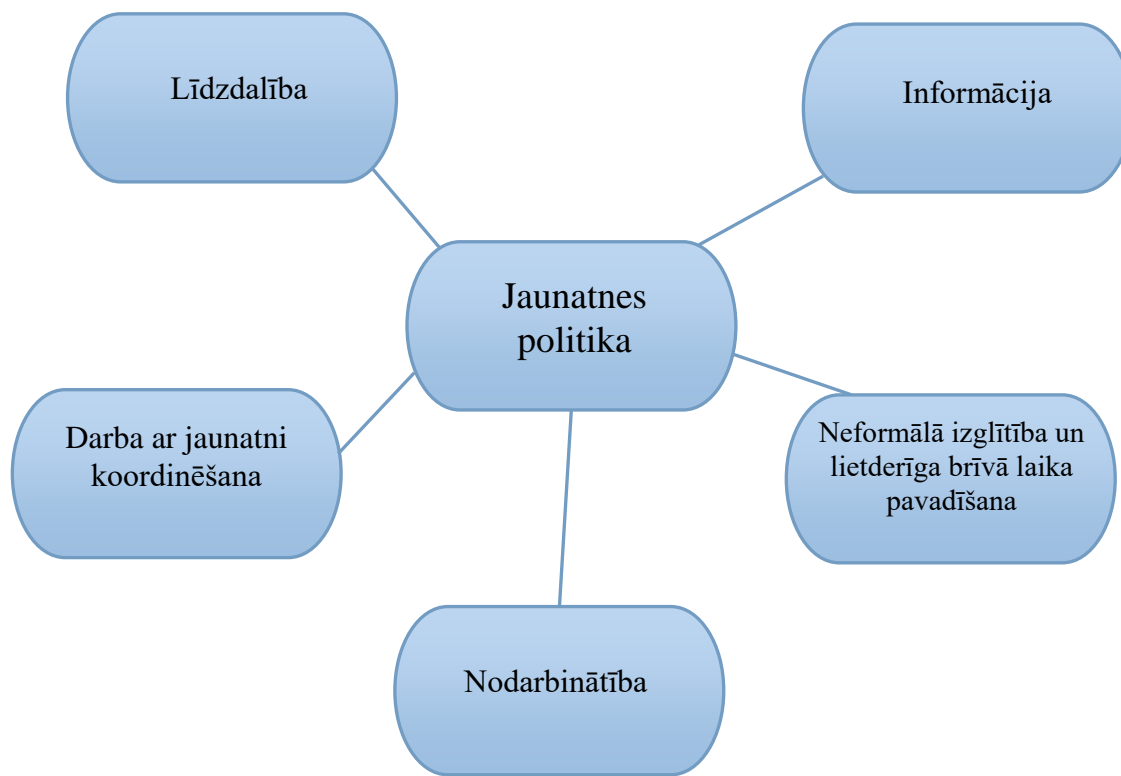 Līdzdalība
Informācija
Jaunatnes
politika
Darba ar jaunatni
koordinēšana
Neformālā izglītība un
lietderīga brīvā laika
pavadīšana
Nodarbinātība